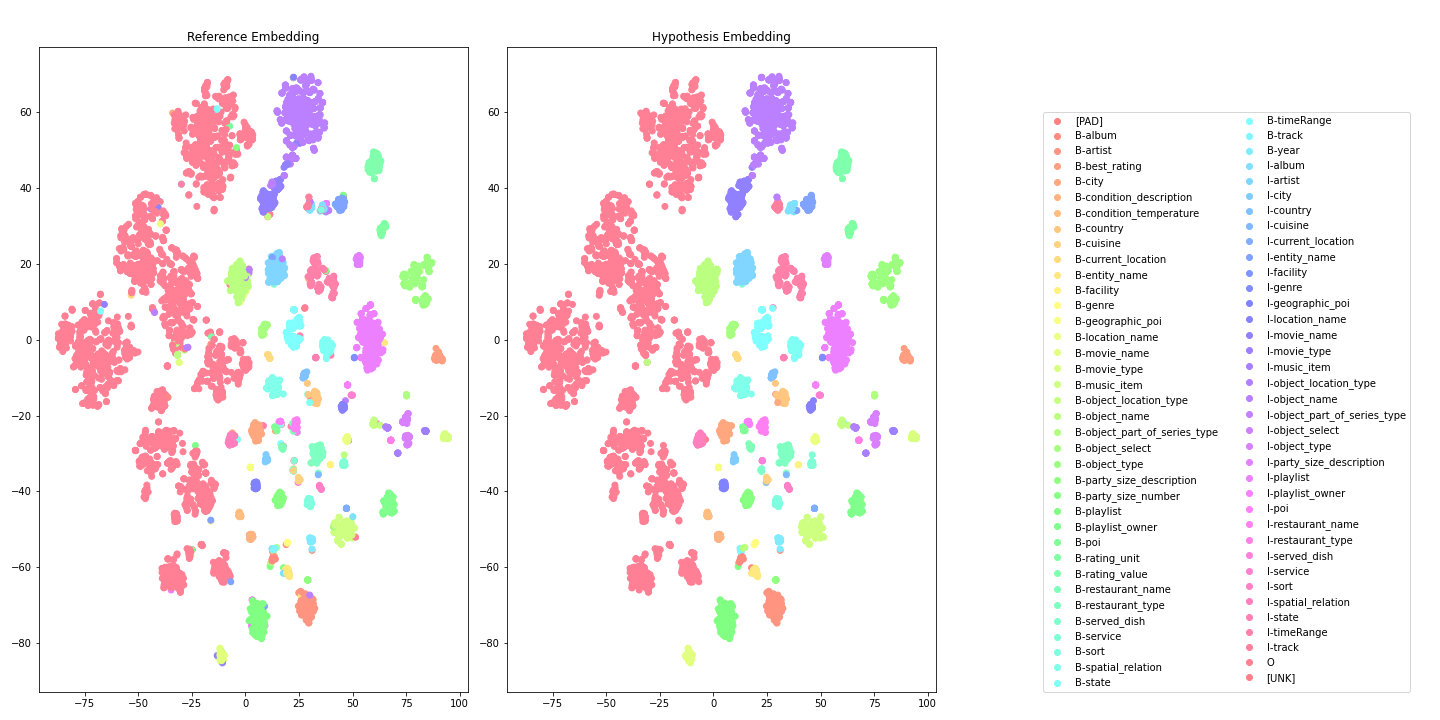 Reference Embedding
60
40
20
0
−20
−40
−60
−80
−75
−50
−25
0
25
50
75
100
Hypothesis Embedding
60
40
20
0
−20
−40
−60
−80
−75
−50
−25
0
25
50
75
100
[PAD]
B-album
B-artist
B-best_rating
B-city
B-condition_description
B-condition_temperature
B-country
B-cuisine
B-current_location
B-entity_name
B-facility
B-genre
B-geographic_poi
B-location_name
B-movie_name
B-movie_type
B-music_item
B-object_location_type
B-object_name
B-object_part_of_series_type
B-object_select
B-object_type
B-party_size_description
B-party_size_number
B-playlist
B-playlist_owner
B-poi
B-rating_unit
B-rating_value
B-restaurant_name
B-restaurant_type
B-served_dish
B-service
B-sort
B-spatial_relation
B-state
B-timeRange
B-track
B-year
I-album
I-artist
I-city
I-country
I-cuisine
I-current_location
I-entity_name
I-facility
I-genre
I-geographic_poi
I-location_name
I-movie_name
I-movie_type
I-music_item
I-object_location_type
I-object_name
I-object_part_of_series_type
I-object_select
I-object_type
I-party_size_description
I-playlist
I-playlist_owner
I-poi
I-restaurant_name
I-restaurant_type
I-served_dish
I-service
I-sort
I-spatial_relation
I-state
I-timeRange
I-track
O
[UNK]